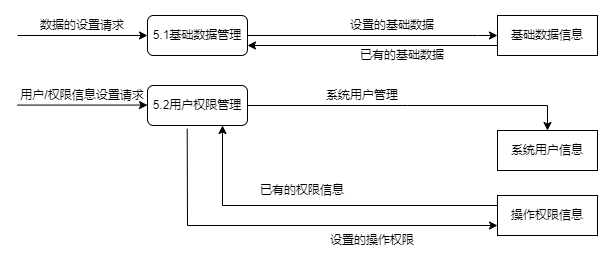 数据的设置请求
5.1基础数据管理
设置的基础数据
已有的基础数据
基础数据信息
用户/权限信息设置请求
5.2用户权限管理
系统用户管理
系统用户信息
已有的权限信息
操作权限信息
设置的操作权限